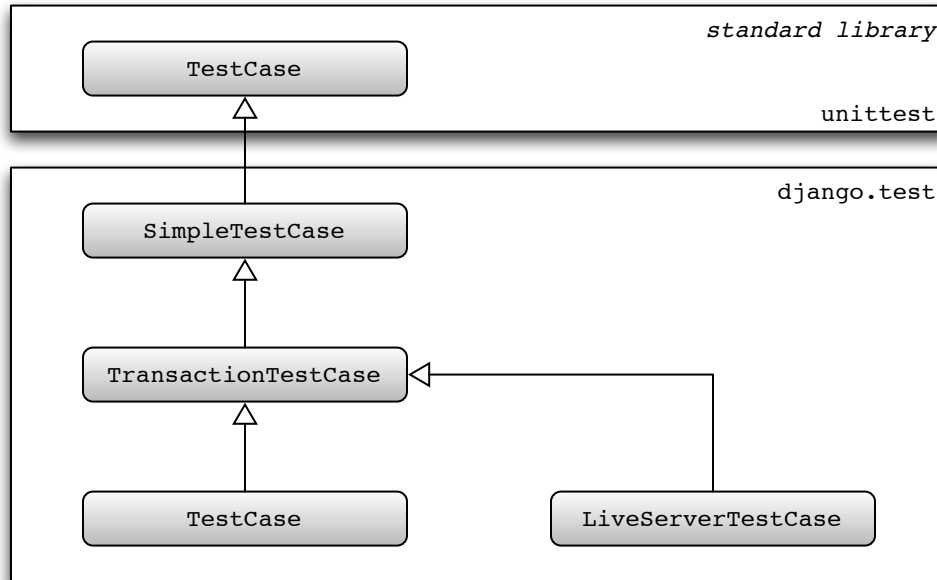 standard library
TestCase
unittest
django.test
SimpleTestCase
TransactionTestCase
TestCase
LiveServerTestCase